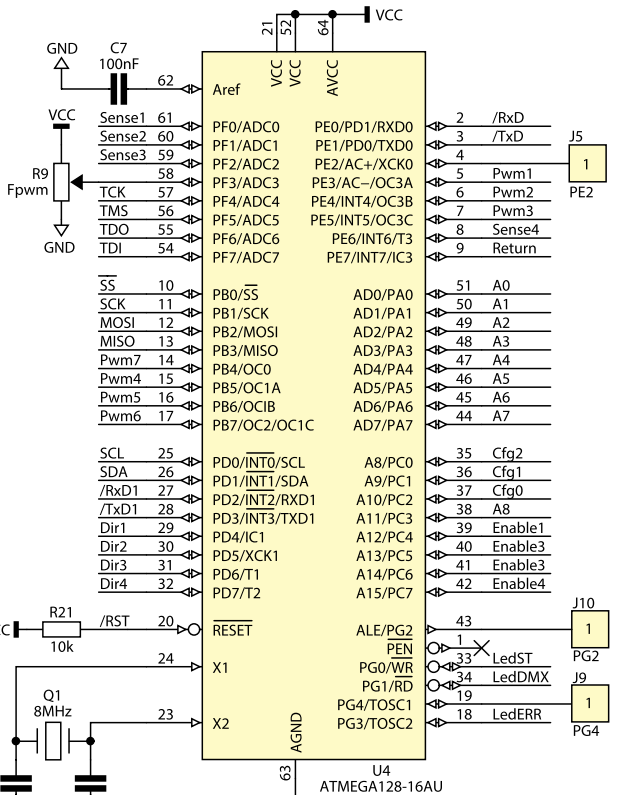 21 52 64 VCC
GND C7 100nF
VCC VCC AVCC
62 Aref
Sense1 61 PF0/ADC0 PE0/PD1/RXD0 2 /RxD
Sense2 60 PF1/ADC1 PE1/PD0/TXD0 3 /TxD
Sense3 59 PF2/ADC2 PE2/AC+/XCK0 4 J5 1 PE2
VCC R9 Fpwm GND
58 PF3/ADC3 PE3/AC−/OC3A 5 Pwm1
TCK 57 PF4/ADC4 PE4/INT4/OC3B 6 Pwm2
TMS 56 PF5/ADC5 PE5/INT5/OC3C 7 Pwm3
TDO 55 PF6/ADC6 PE6/INT6/T3 8 Sense4
TDI 54 PF7/ADC7 PE7/INT7/IC3 9 Return
SS 10 PB0/SS AD0/PA0 51 A0
SCK 11 PB1/SCK AD1/PA1 50 A1
MOSI 12 PB2/MOSI AD2/PA2 49 A2
MISO 13 PB3/MISO AD3/PA3 48 A3
Pwm7 14 PB4/OC0 AD4/PA4 47 A4
Pwm4 15 PB5/OC1A AD5/PA5 46 A5
Pwm5 16 PB6/OCIB AD6/PA6 45 A6
Pwm6 17 PB7/OC2/OC1C AD7/PA7 44 A7
SCL 25 PD0/INT0/SCL A8/PC0 35 Cfg2
SDA 26 PD1/INT1/SDA A9/PC1 36 Cfg1
/RxD1 27 PD2/INT2/RXD1 A10/PC2 37 Cfg0
/TxD1 28 PD3/INT3/TXD1 A11/PC3 38 A8
Dir1 29 PD4/IC1 A12/PC4 39 Enable1
Dir2 30 PD5/XCK1 A13/PC5 40 Enable3
Dir3 31 PD6/T1 A14/PC6 41 Enable3
Dir4 32 PD7/T2 A15/PC7 42 Enable4
R21 10k /RST 20 RESET ALE/PG2 43 J10 1 PG2
PEN 1
24 X1 PG0/WR 33 LedST
PG1/RD 34 LedDMX
PG4/TOSC1 19 J9 1 PG4
Q1 8MHz
23 X2 PG3/TOSC2 18 LedERR
AGND
63 U4
ATMEGA128-16AU